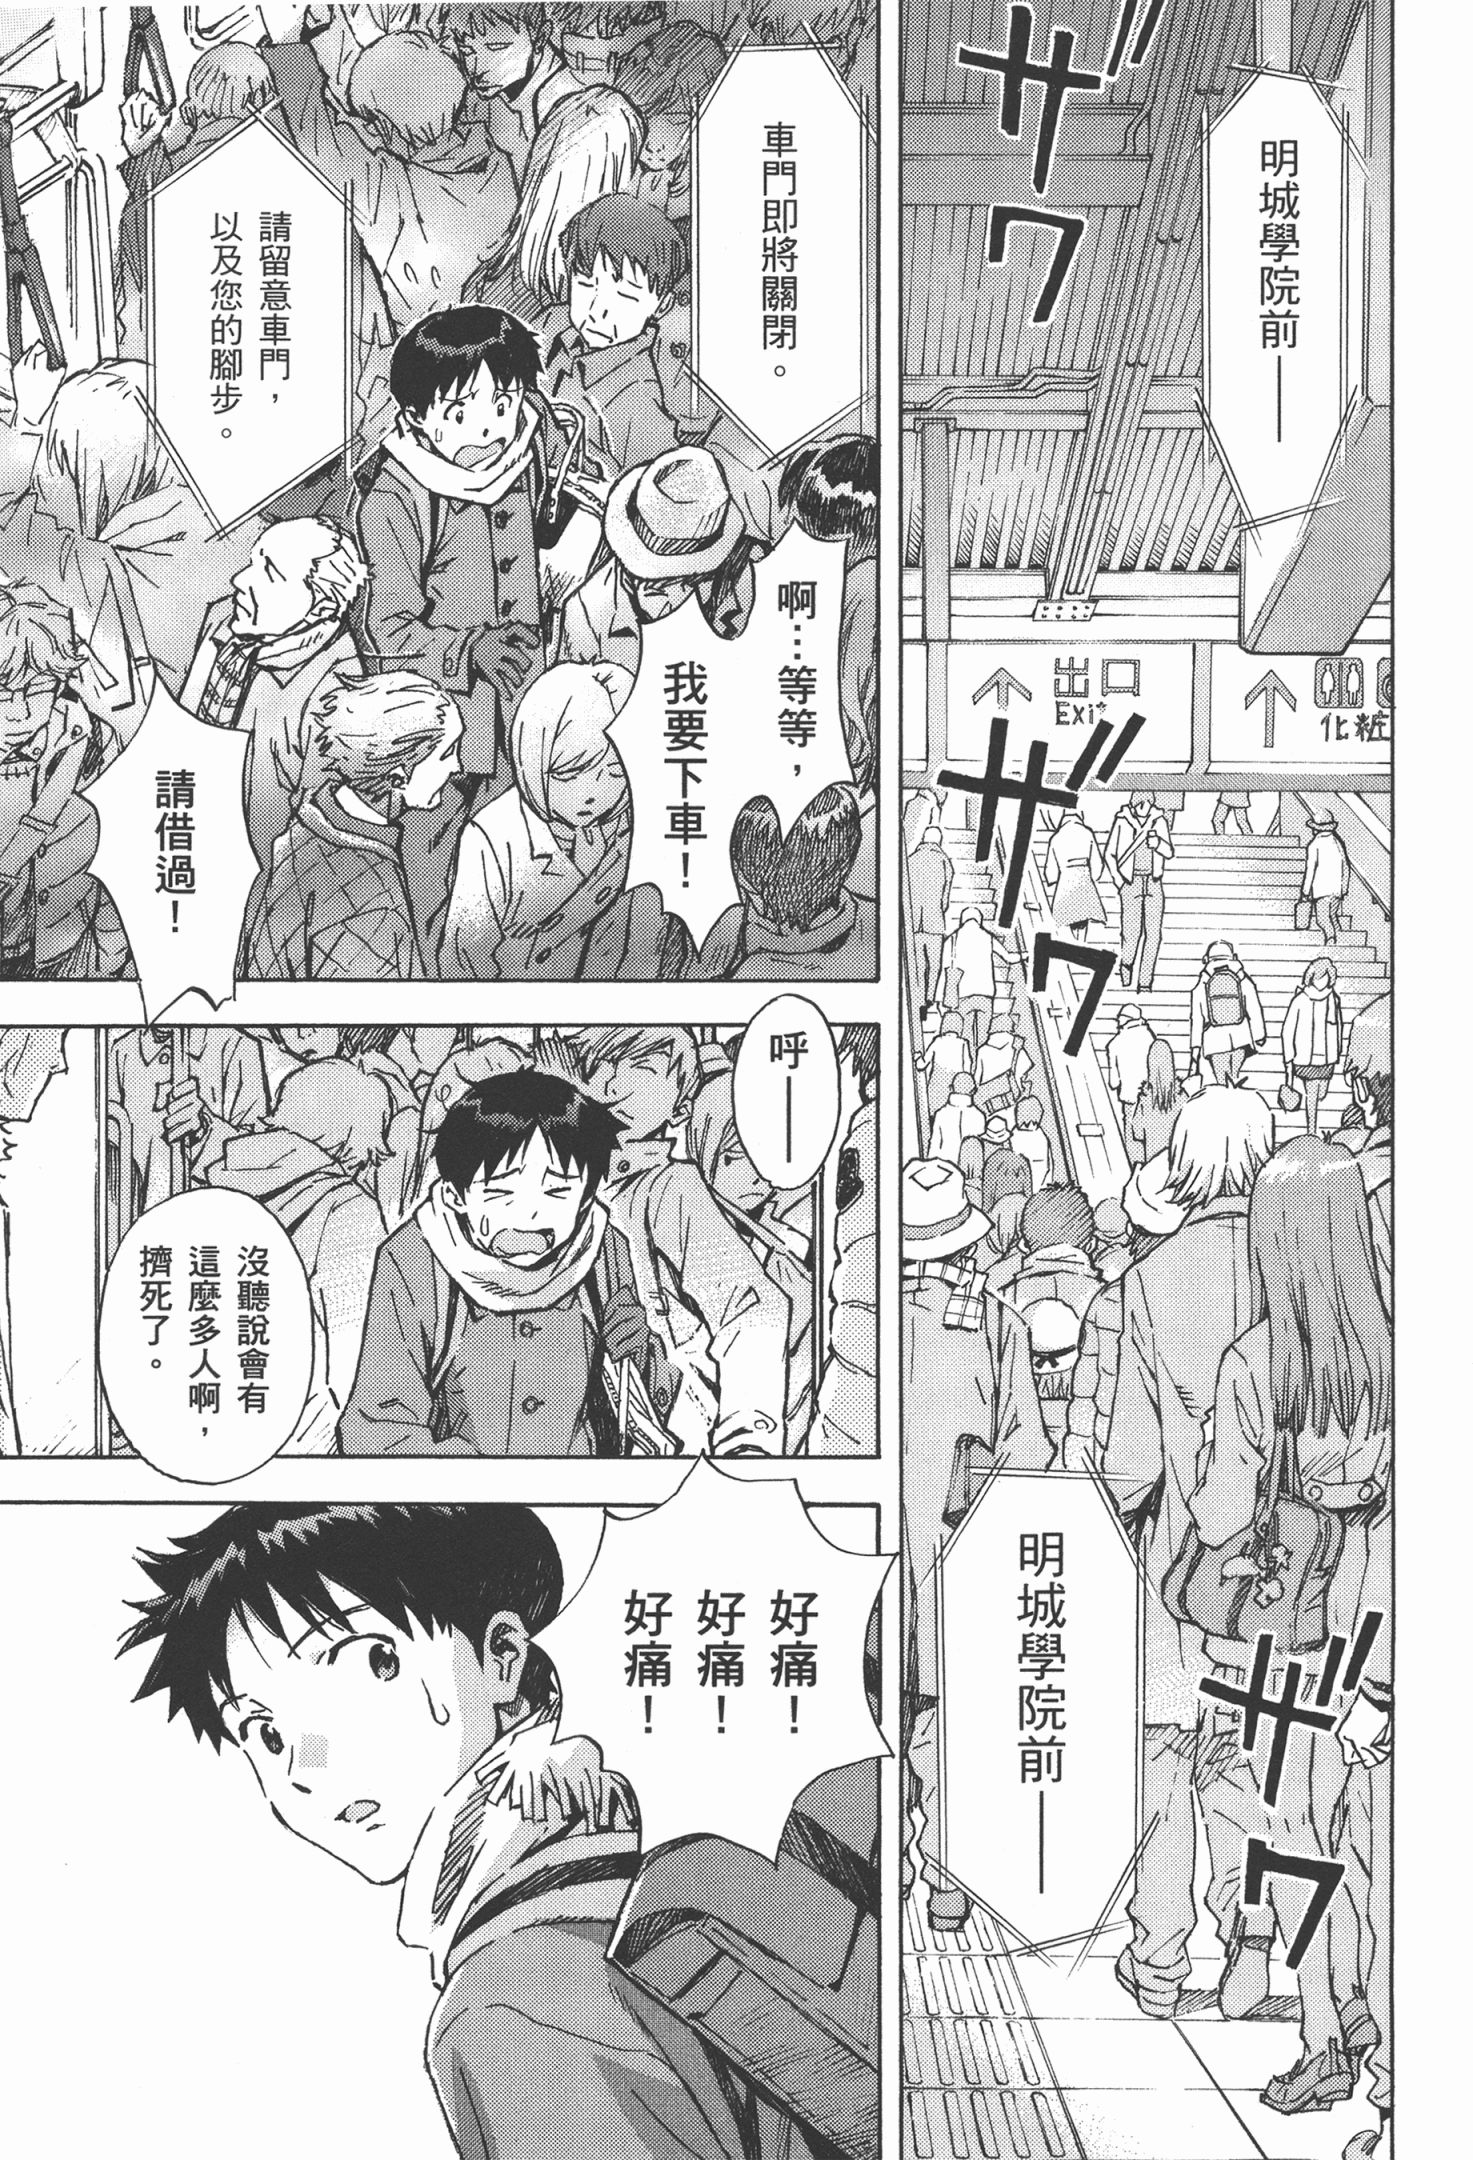 明城學院前——
ザワ
出口
Exit
化粧
ザワ
明城學院前——
ザワ
車門即將關閉。
請留意車門，
以及您的腳步。
啊…等等，
我要下車！
請借過！
呼——
沒聽說會有
這麼多人啊，
擠死了。
好痛！
好痛！
好痛！